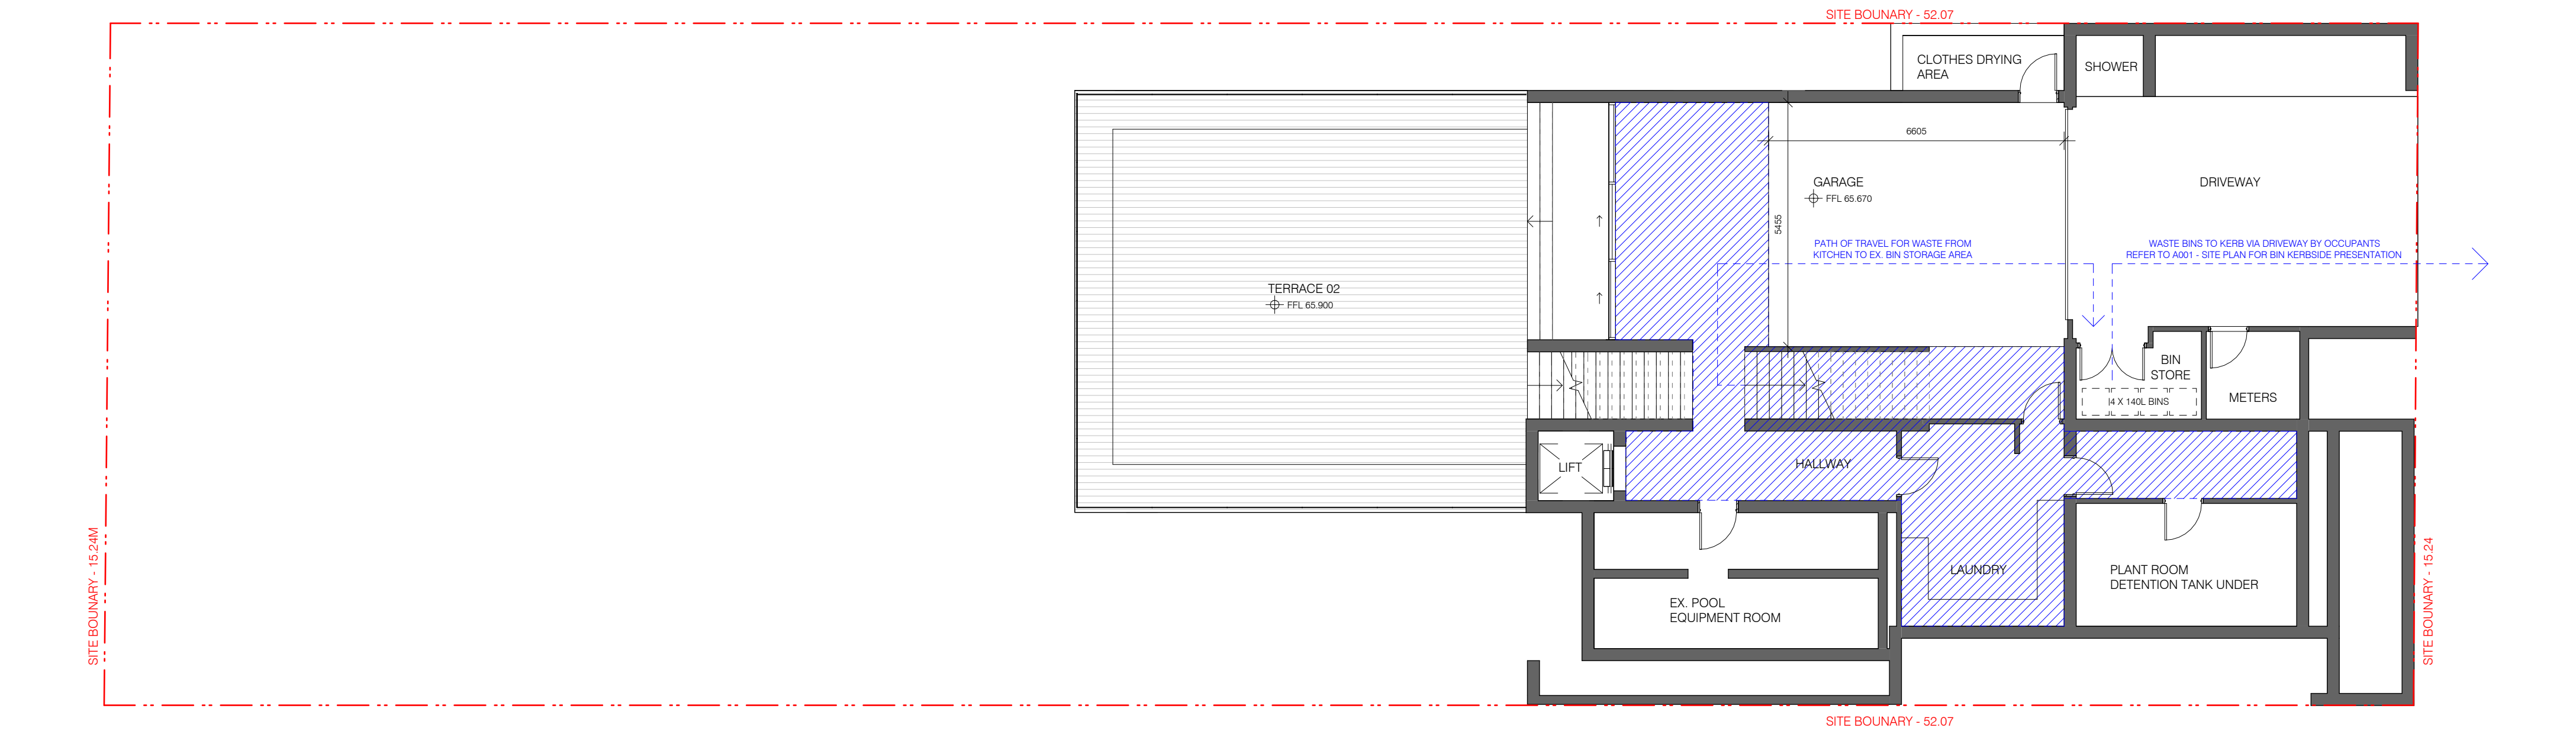 SITE BOUNARY - 52.07
CLOTHES DRYING
AREA
SHOWER
6605
GARAGE
FFL 65.670
DRIVEWAY
5455
PATH OF TRAVEL FOR WASTE FROM
KITCHEN TO EX. BIN STORAGE AREA
WASTE BINS TO KERB VIA DRIVEWAY BY OCCUPANTS
REFER TO A001 - SITE PLAN FOR BIN KERBSIDE PRESENTATION
TERRACE 02
FFL 65.900
BIN
STORE
4 X 140L BINS
METERS
LIFT
HALLWAY
LAUNDRY
PLANT ROOM
DETENTION TANK UNDER
EX. POOL
EQUIPMENT ROOM
SITE BOUNARY - 15.24M
SITE BOUNARY - 15.24
SITE BOUNARY - 52.07